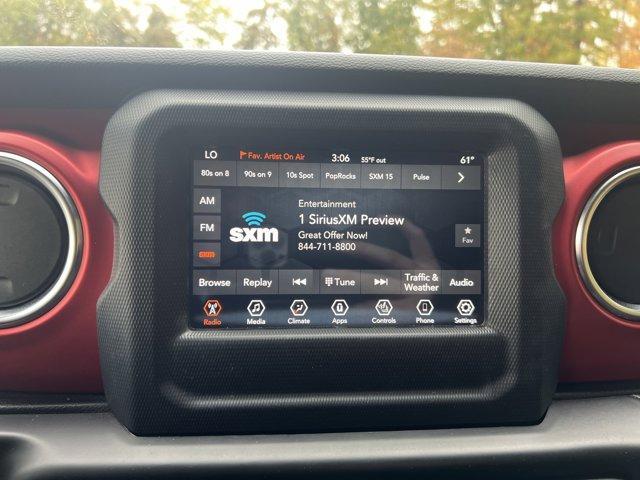 LO Fav. Artist On Air 3:06 55°F out 61°
80s on 8 90s on 9 10s Spot PopRocks SXM 15 Pulse
AM
FM
sxm
sxm
Entertainment
1 SiriusXM Preview
Great Offer Now!
844-711-8800
Fav
Browse Replay Tune Traffic & Weather Audio
Radio Media Climate Apps Controls Phone Settings